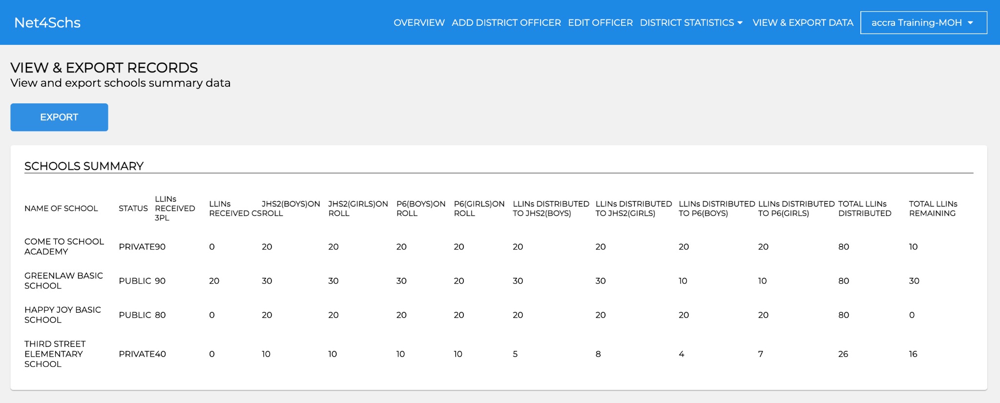 Net4Schs
OVERVIEW ADD DISTRICT OFFICER EDIT OFFICER DISTRICT STATISTICS VIEW & EXPORT DATA accra Training-MOH
VIEW & EXPORT RECORDS
View and export schools summary data
EXPORT
SCHOOLS SUMMARY
NAME OF SCHOOL STATUS LLINs RECEIVED 3PL LLINs RECEIVED CS JHS2(BOYS)ON ROLL JHS2(GIRLS)ON ROLL P6(BOYS)ON ROLL P6(GIRLS)ON ROLL LLINs DISTRIBUTED TO JHS2(BOYS) LLINs DISTRIBUTED TO JHS2(GIRLS) LLINs DISTRIBUTED TO P6(BOYS) LLINs DISTRIBUTED TO P6(GIRLS) TOTAL LLINs DISTRIBUTED TOTAL LLINs REMAINING
COME TO SCHOOL ACADEMY PRIVATE 90 0 20 20 20 20 20 20 20 20 80 10
GREENLAW BASIC SCHOOL PUBLIC 90 20 30 30 30 20 30 30 10 10 80 30
HAPPY JOY BASIC SCHOOL PUBLIC 80 0 20 20 20 20 20 20 20 20 80 0
THIRD STREET ELEMENTARY SCHOOL PRIVATE 40 0 10 10 10 10 5 8 4 7 26 16